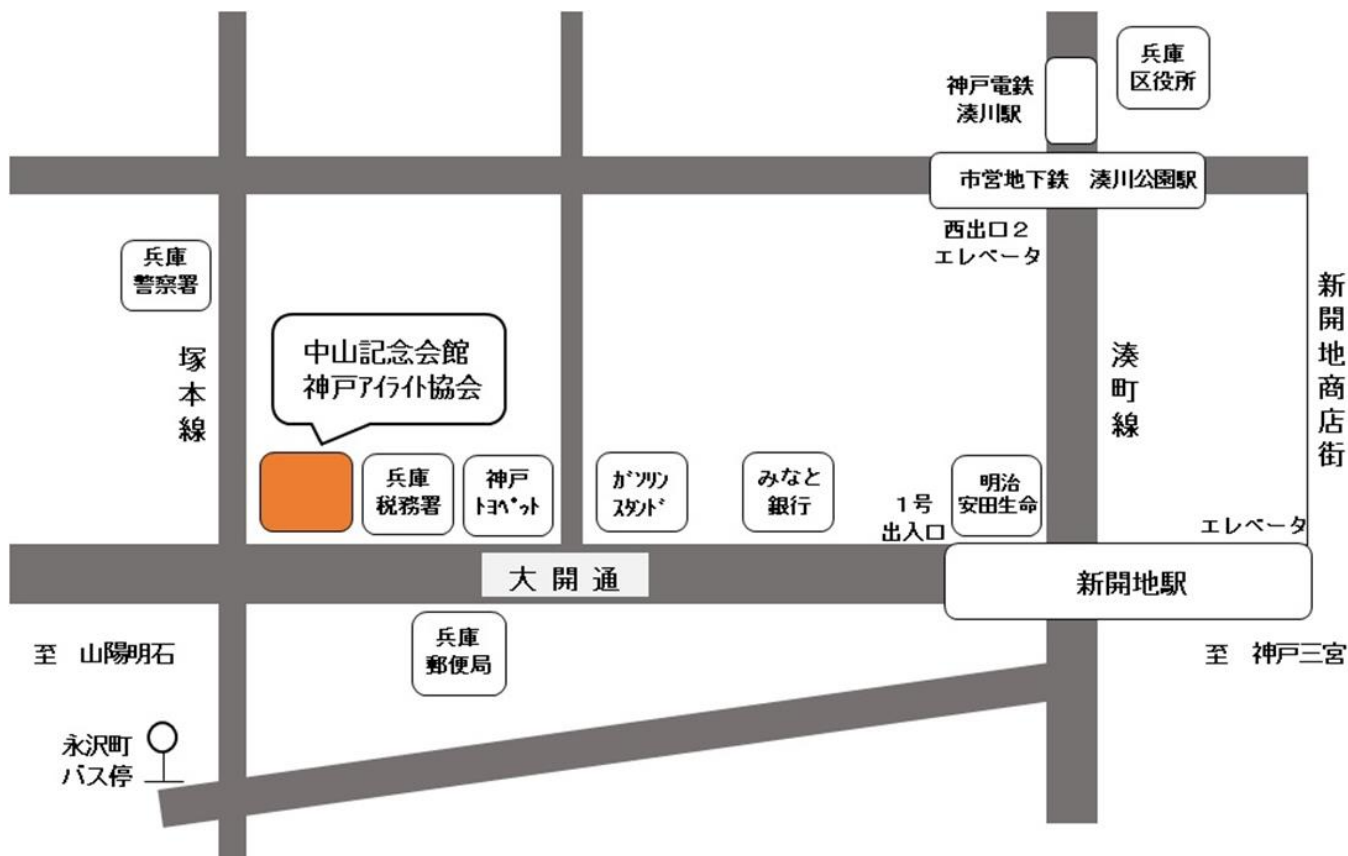 兵庫
区役所
神戸電鉄
湊川駅
市営地下鉄　湊川公園駅
西出口２
エレベータ
兵庫
警察署
塚本線
中山記念会館
神戸ｱｲﾗｲﾄ協会
湊町線
新開地商店街
兵庫
税務署
神戸
ﾄﾖﾍﾟｯﾄ
ｶﾞｿﾘﾝ
ｽﾀﾝﾄﾞ
みなと
銀行
１号
出入口
明治
安田生命
エレベータ
大開通
新開地駅
兵庫
郵便局
至　山陽明石
至　神戸三宮
永沢町
バス停